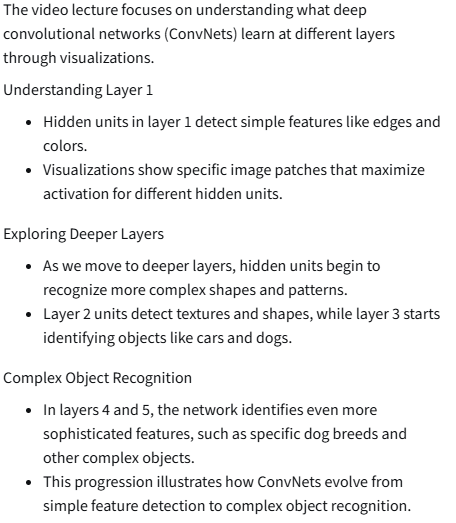 The video lecture focuses on understanding what deep
convolutional networks (ConvNets) learn at different layers
through visualizations.
Understanding Layer 1
• Hidden units in layer 1 detect simple features like edges and
colors.
• Visualizations show specific image patches that maximize
activation for different hidden units.
Exploring Deeper Layers
• As we move to deeper layers, hidden units begin to
recognize more complex shapes and patterns.
• Layer 2 units detect textures and shapes, while layer 3 starts
identifying objects like cars and dogs.
Complex Object Recognition
• In layers 4 and 5, the network identifies even more
sophisticated features, such as specific dog breeds and
other complex objects.
• This progression illustrates how ConvNets evolve from
simple feature detection to complex object recognition.